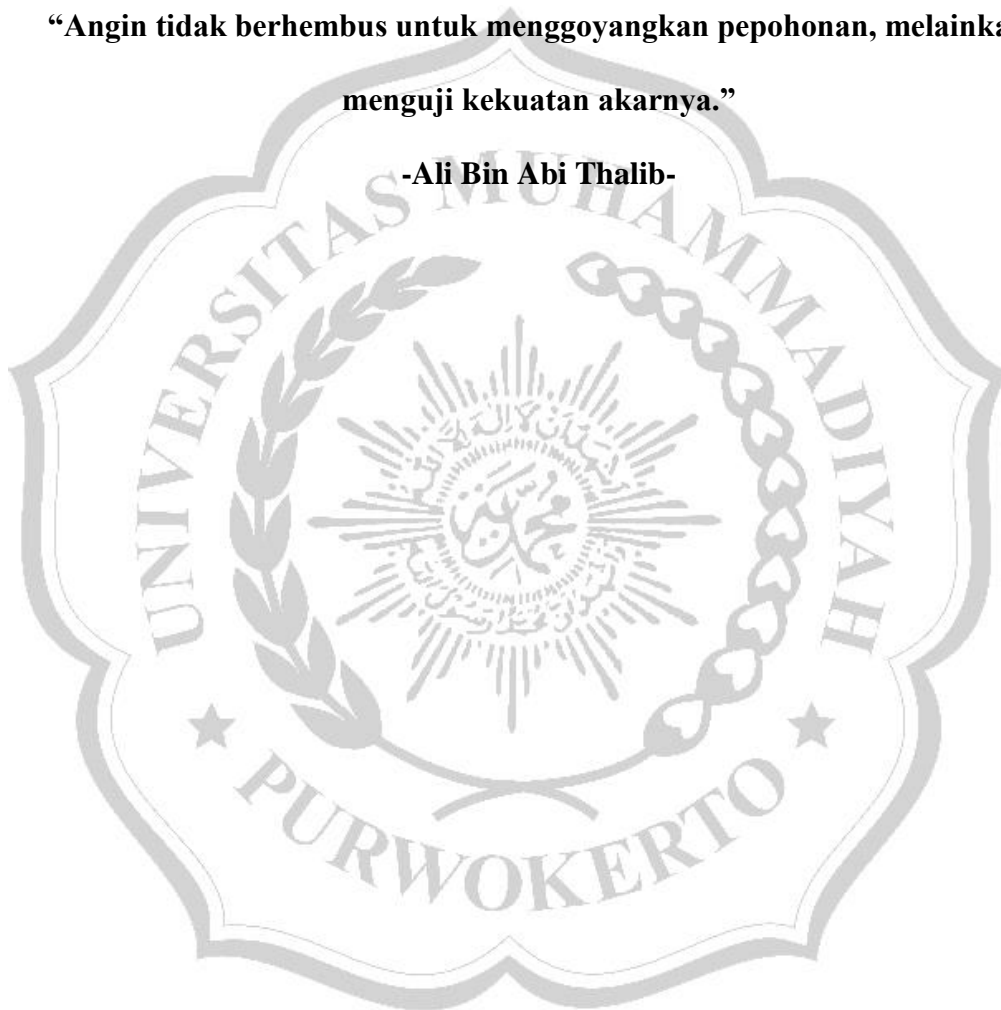 “Angin tidak berhembus untuk menggoyangkan pepohonan, melainka
menguji kekuatan akarnya.”
-Ali Bin Abi Thalib-
UNIVERSITAS MUHAMMADIYAH
PURWOKERTO